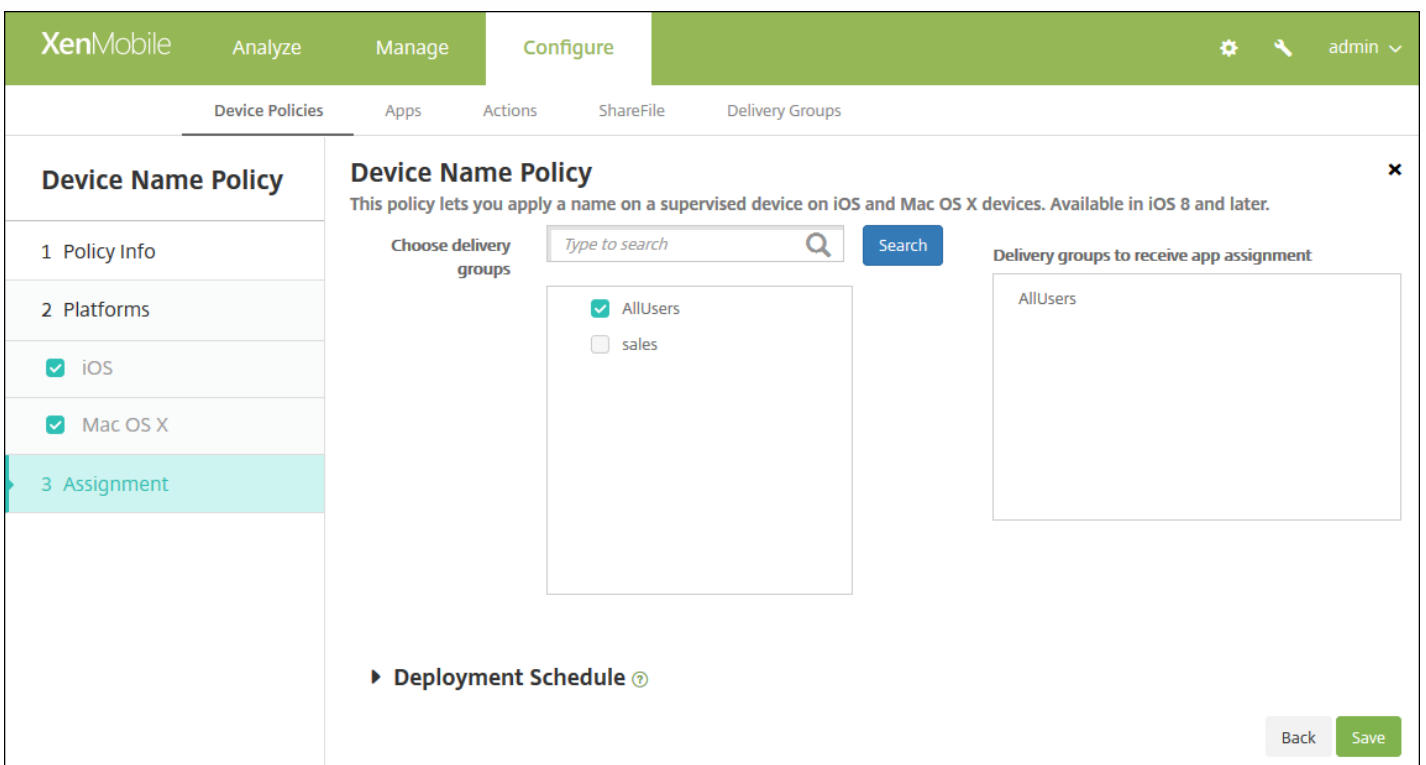 XenMobile Analyze Manage Configure admin
Device Policies Apps Actions ShareFile Delivery Groups
Device Name Policy
1 Policy Info
2 Platforms
iOS
Mac OS X
3 Assignment
Device Name Policy
This policy lets you apply a name on a supervised device on iOS and Mac OS X devices. Available in iOS 8 and later.
Choose delivery
groups
Type to search
Search
AllUsers
sales
Delivery groups to receive app assignment
AllUsers
Deployment Schedule ?
Back Save